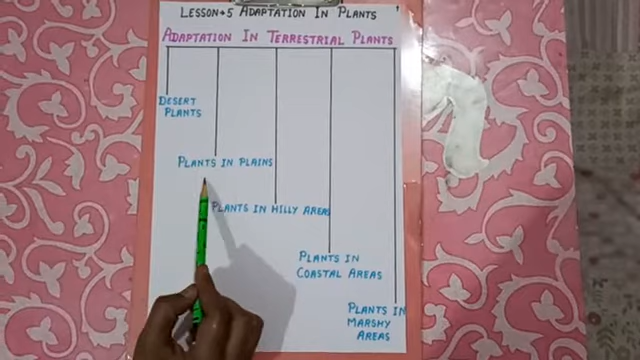 LESSON→5 ADAPTATION IN PLANTS
ADAPTATION IN TERRESTRIAL PLANTS
DESERT
PLANTS
PLANTS IN PLAINS
PLANTS IN HILLY AREAS
PLANTS IN
COASTAL AREAS
PLANTS IN
MARSHY
AREAS